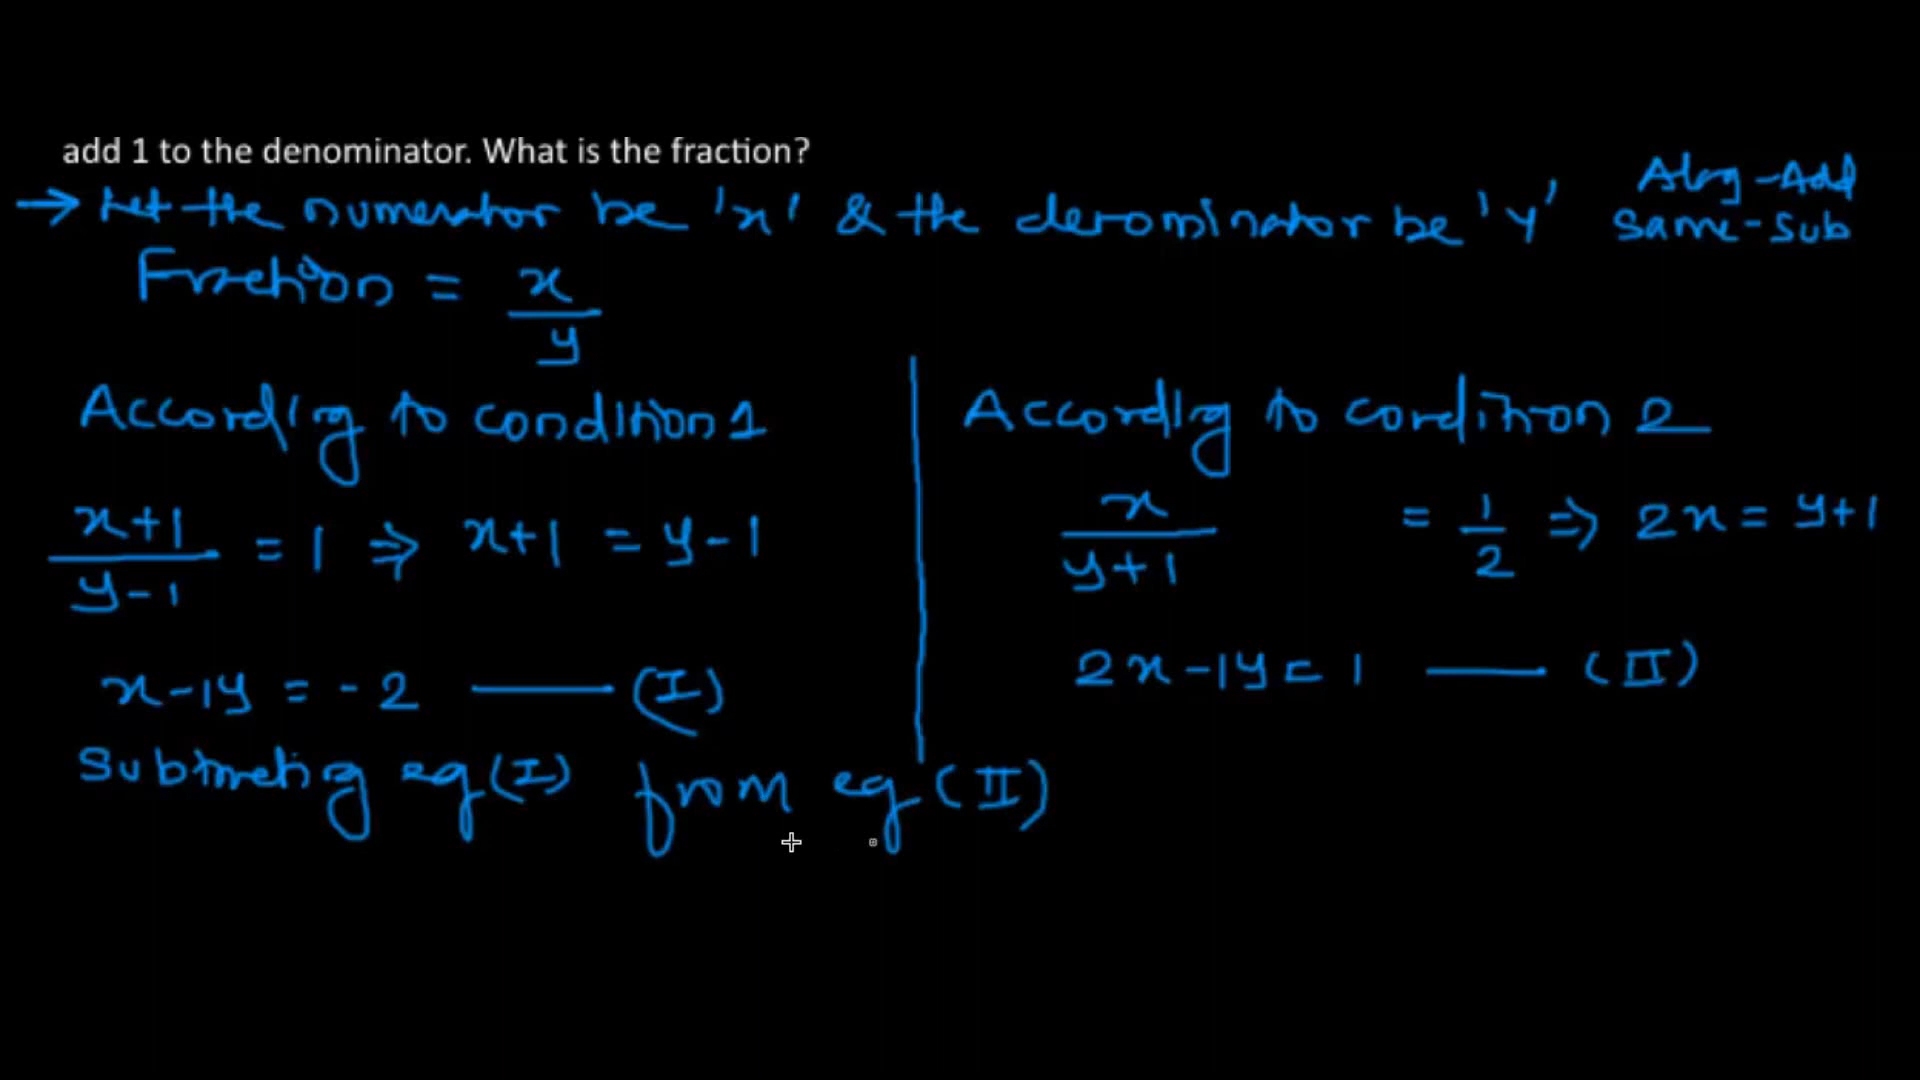 add 1 to the denominator. What is the fraction?
Alag - Add
Same - Sub
→ Let the numerator be 'x' & the denominator be 'y'
Fraction = x/y
According to condition 1
x+1/y-1 = 1 ⇒ x+1 = y-1
x-1y = -2 —— (I)
According to condition 2
x/y+1 = 1/2 ⇒ 2x = y+1
2x-1y = 1 —— (II)
Subtracting eq (I) from eq (II)